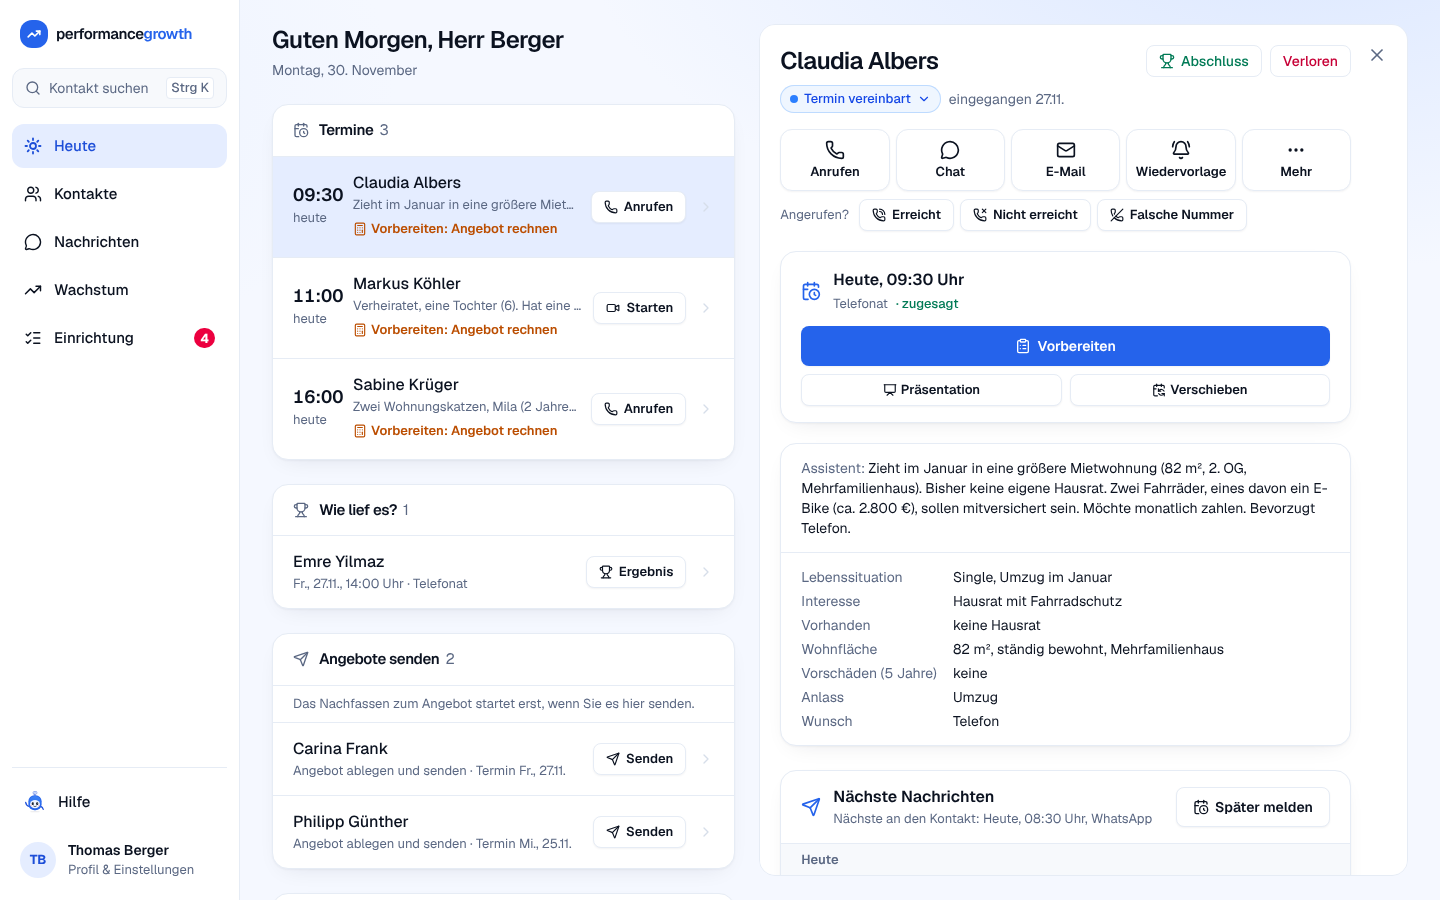 performancegrowth
Kontakt suchen
Strg K
Heute
Kontakte
Nachrichten
Wachstum
Einrichtung
4
Hilfe
TB
Thomas Berger
Profil & Einstellungen
Guten Morgen, Herr Berger
Montag, 30. November
Termine 3
09:30
heute
Claudia Albers
Zieht im Januar in eine größere Miet...
Vorbereiten: Angebot rechnen
Anrufen
11:00
heute
Markus Köhler
Verheiratet, eine Tochter (6). Hat eine ...
Vorbereiten: Angebot rechnen
Starten
16:00
heute
Sabine Krüger
Zwei Wohnungskatzen, Mila (2 Jahre...
Vorbereiten: Angebot rechnen
Anrufen
Wie lief es? 1
Emre Yilmaz
Fr., 27.11., 14:00 Uhr · Telefonat
Ergebnis
Angebote senden 2
Das Nachfassen zum Angebot startet erst, wenn Sie es hier senden.
Carina Frank
Angebot ablegen und senden · Termin Fr., 27.11.
Senden
Philipp Günther
Angebot ablegen und senden · Termin Mi., 25.11.
Senden
Claudia Albers
Abschluss
Verloren
Termin vereinbart
eingegangen 27.11.
Anrufen
Chat
E-Mail
Wiedervorlage
Mehr
Angerufen?
Erreicht
Nicht erreicht
Falsche Nummer
Heute, 09:30 Uhr
Telefonat · zugesagt
Vorbereiten
Präsentation
Verschieben
Assistent: Zieht im Januar in eine größere Mietwohnung (82 m², 2. OG,
Mehrfamilienhaus). Bisher keine eigene Hausrat. Zwei Fahrräder, eines davon ein E-
Bike (ca. 2.800 €), sollen mitversichert sein. Möchte monatlich zahlen. Bevorzugt
Telefon.
Lebenssituation Single, Umzug im Januar
Interesse Hausrat mit Fahrradschutz
Vorhanden keine Hausrat
Wohnfläche 82 m², ständig bewohnt, Mehrfamilienhaus
Vorschäden (5 Jahre) keine
Anlass Umzug
Wunsch Telefon
Nächste Nachrichten
Nächste an den Kontakt: Heute, 08:30 Uhr, WhatsApp
Später melden
Heute